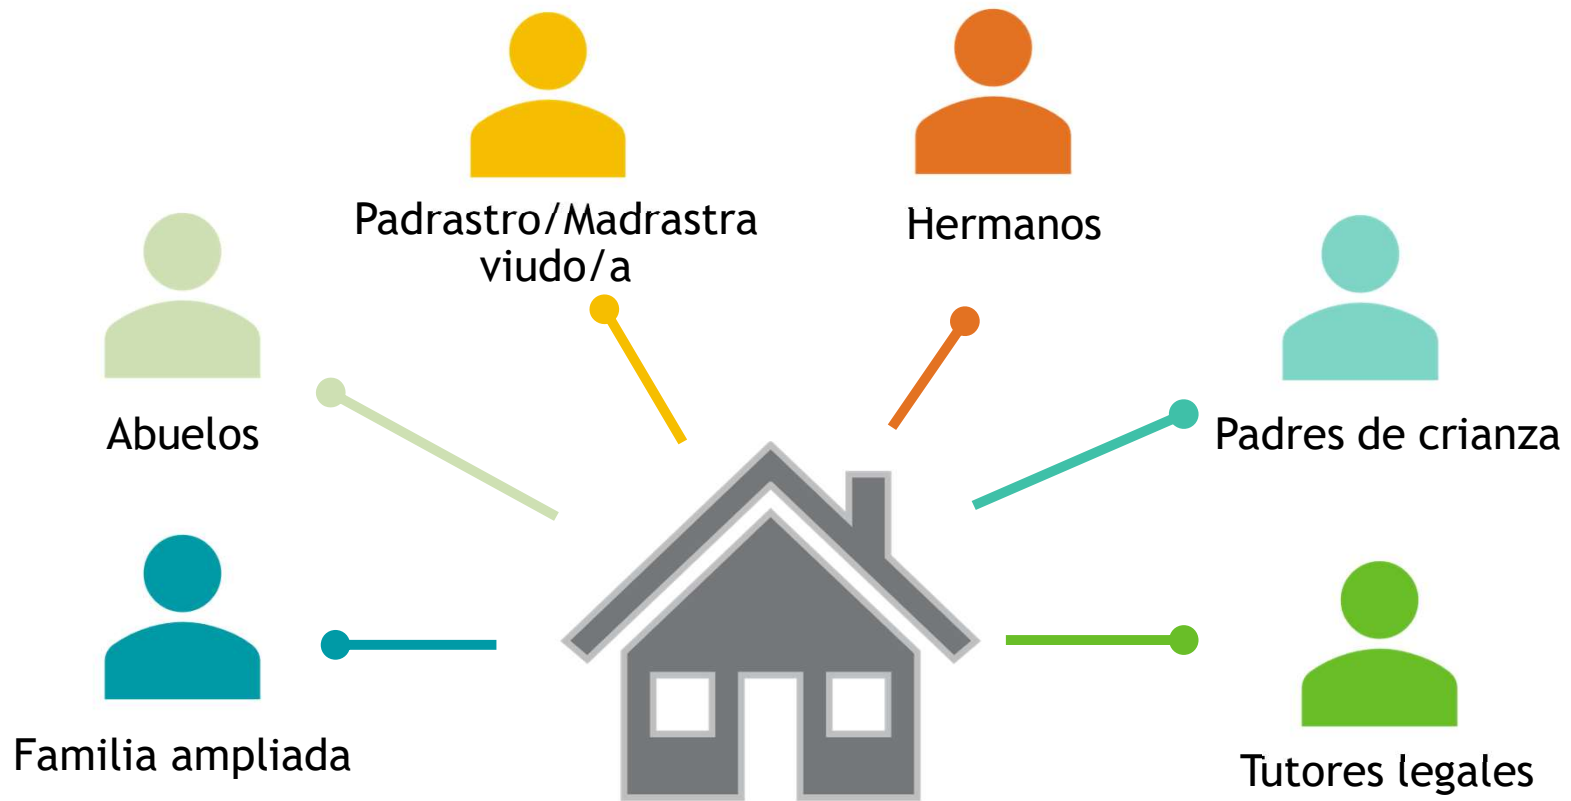 Padrastro/Madrastra
viudo/a
Hermanos
Abuelos
Padres de crianza
Familia ampliada
Tutores legales